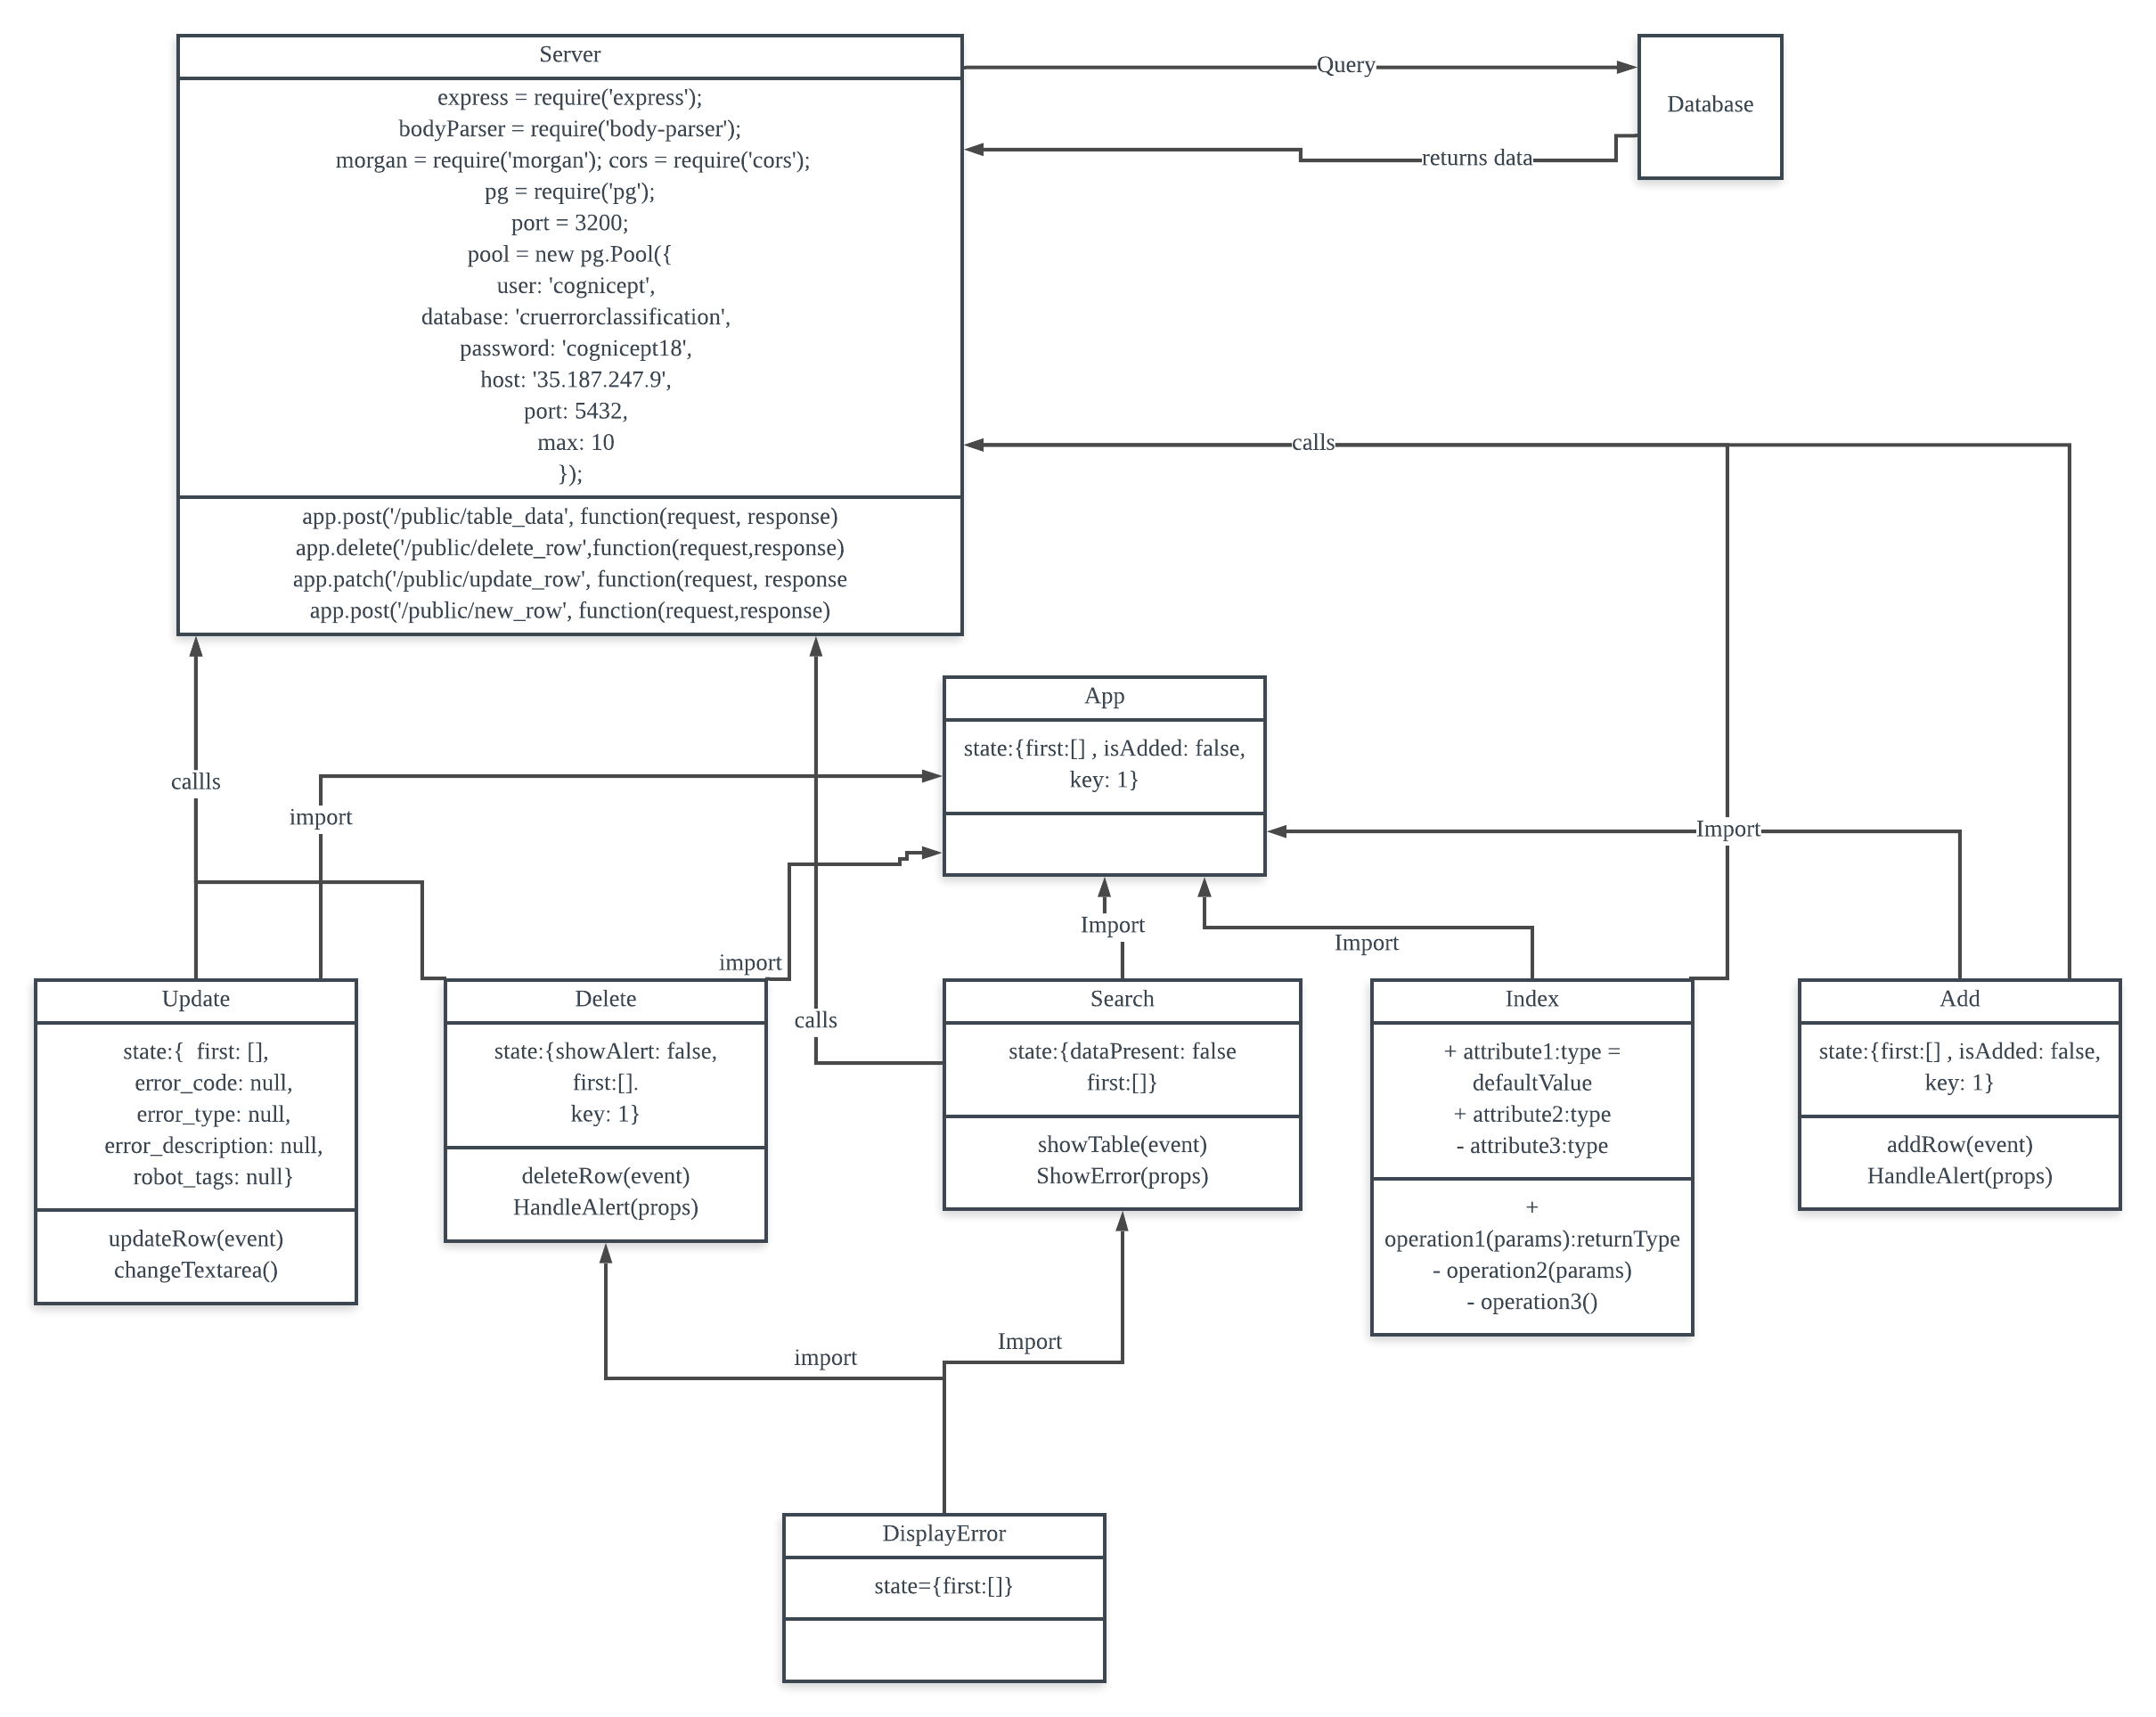 Server
express = require('express');
bodyParser = require('body-parser');
morgan = require('morgan'); cors = require('cors');
pg = require('pg');
port = 3200;
pool = new pg.Pool({
user: 'cognicept',
database: 'cruerrorclassification',
password: 'cognicept18',
host: '35.187.247.9',
port: 5432,
max: 10
});
app.post('/public/table_data', function(request, response)
app.delete('/public/delete_row',function(request,response)
app.patch('/public/update_row', function(request, response
app.post('/public/new_row', function(request,response)
Query
Database
returns data
calls
App
state:{first:[] , isAdded: false,
key: 1}
callls
import
import
Import
Import
Import
calls
Update
state:{  first: [],
error_code: null,
error_type: null,
error_description: null,
robot_tags: null}
updateRow(event)
changeTextarea()
Delete
state:{showAlert: false,
first:[].
key: 1}
deleteRow(event)
HandleAlert(props)
Search
state:{dataPresent: false
first:[]}
showTable(event)
ShowError(props)
Index
+ attribute1:type =
defaultValue
+ attribute2:type
- attribute3:type
+
operation1(params):returnType
- operation2(params)
- operation3()
Add
state:{first:[] , isAdded: false,
key: 1}
addRow(event)
HandleAlert(props)
import
Import
DisplayError
state={first:[]}